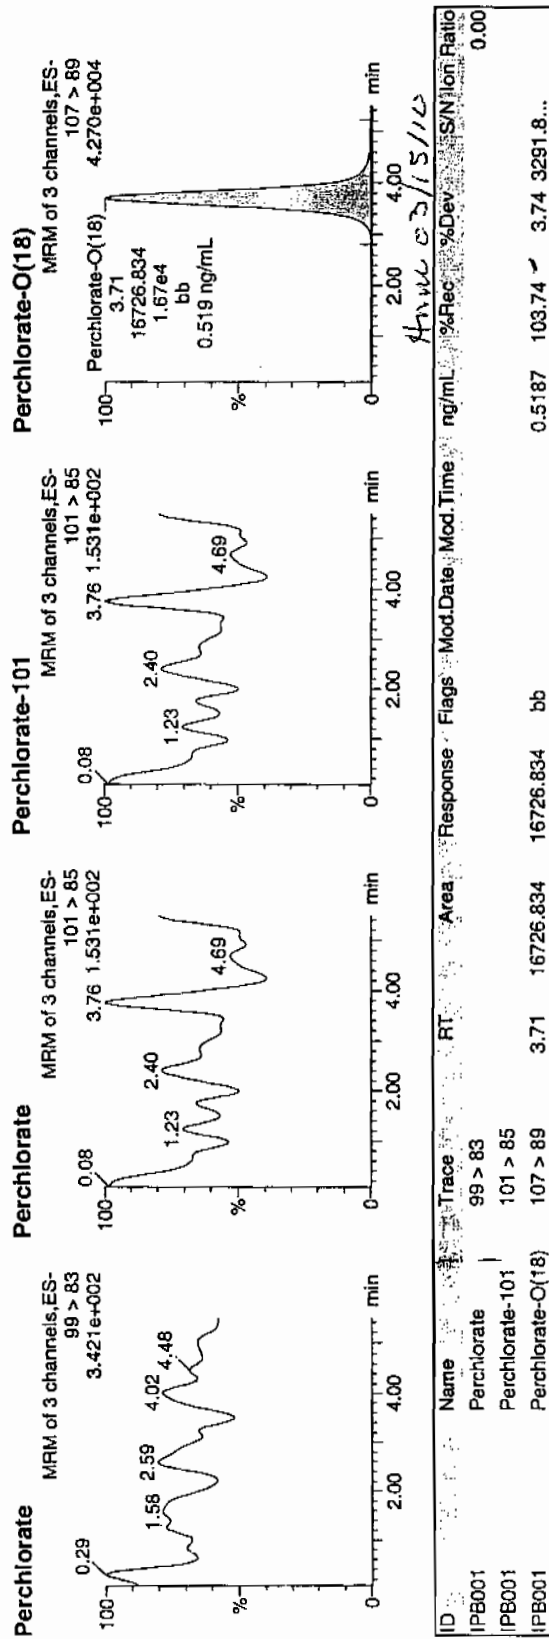 Perchlorate
MRM of 3 channels,ES-
99 > 83
3.421e+002
0.29
100
1.58
2.59
4.02
4.48
%
0
2.00
4.00
min
Perchlorate
MRM of 3 channels,ES-
101 > 85
3.76 1.531e+002
0.08
100
1.23
2.40
4.69
%
0
2.00
4.00
min
Perchlorate-101
MRM of 3 channels,ES-
101 > 85
3.76 1.531e+002
0.08
100
1.23
2.40
4.69
%
0
2.00
4.00
min
Perchlorate-O(18)
MRM of 3 channels,ES-
107 > 89
4.270e+004
100
Perchlorate-O(18)
3.71
16726.834
1.67e4
bb
0.519 ng/mL
%
0
2.00
4.00
min
03/15/10
ID Name Trace RT Area Response Flags Mod.Date Mod.Time ng/mL %Rec %Dev S/N Ion Ratio
IPB001 Perchlorate 99 > 83 0.00
IPB001 Perchlorate-101 101 > 85
IPB001 Perchlorate-O(18) 107 > 89 3.71 16726.834 16726.834 bb 0.5187 103.74 3.74 3291.8...